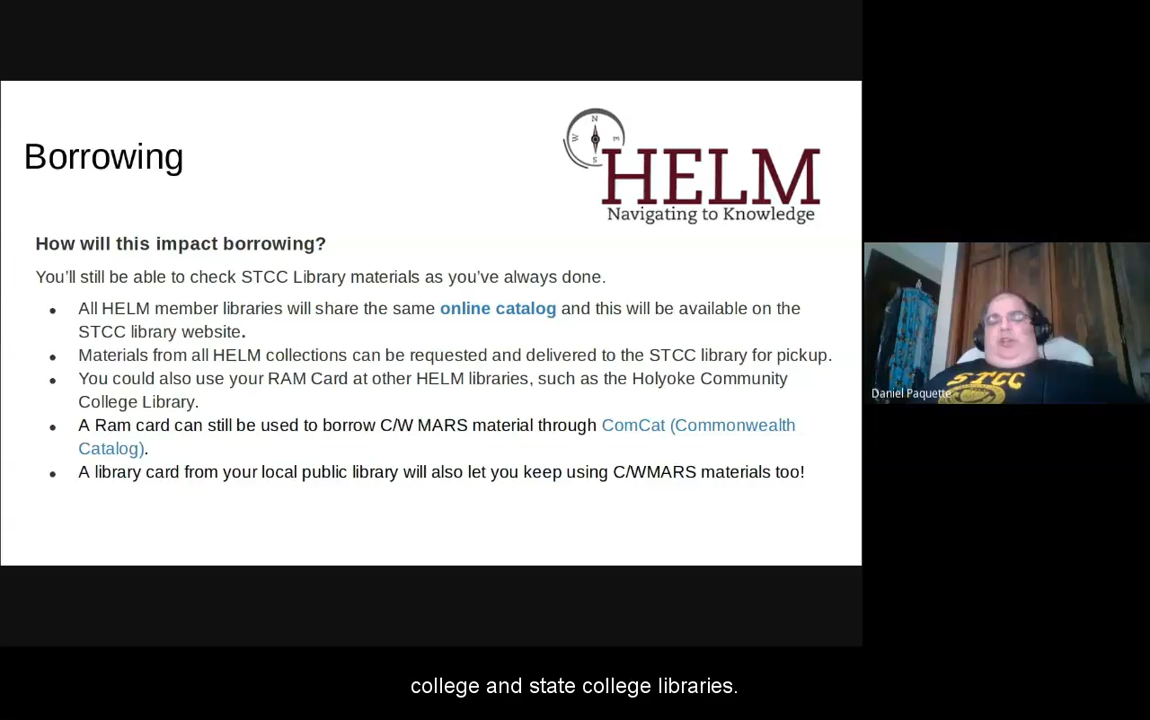 Borrowing
N
W
E
S
HELM
Navigating to Knowledge
How will this impact borrowing?
You'll still be able to check STCC Library materials as you've always done.
All HELM member libraries will share the same online catalog and this will be available on the
STCC library website.
Materials from all HELM collections can be requested and delivered to the STCC library for pickup.
You could also use your RAM Card at other HELM libraries, such as the Holyoke Community
College Library.
A Ram card can still be used to borrow C/W MARS material through ComCat (Commonwealth
Catalog).
A library card from your local public library will also let you keep using C/WMARS materials too!
STCC
Daniel Paquette
college and state college libraries.